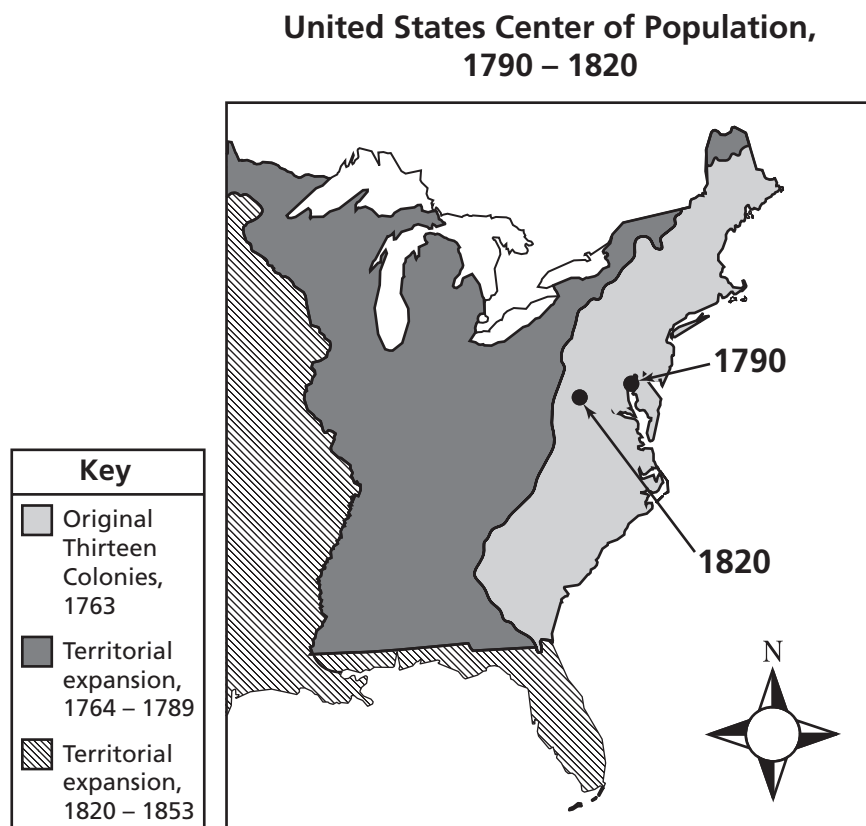 United States Center of Population,
1790 – 1820
1790
1820
Key
Original
Thirteen
Colonies,
1763
Territorial
expansion,
1764 – 1789
Territorial
expansion,
1820 – 1853
N